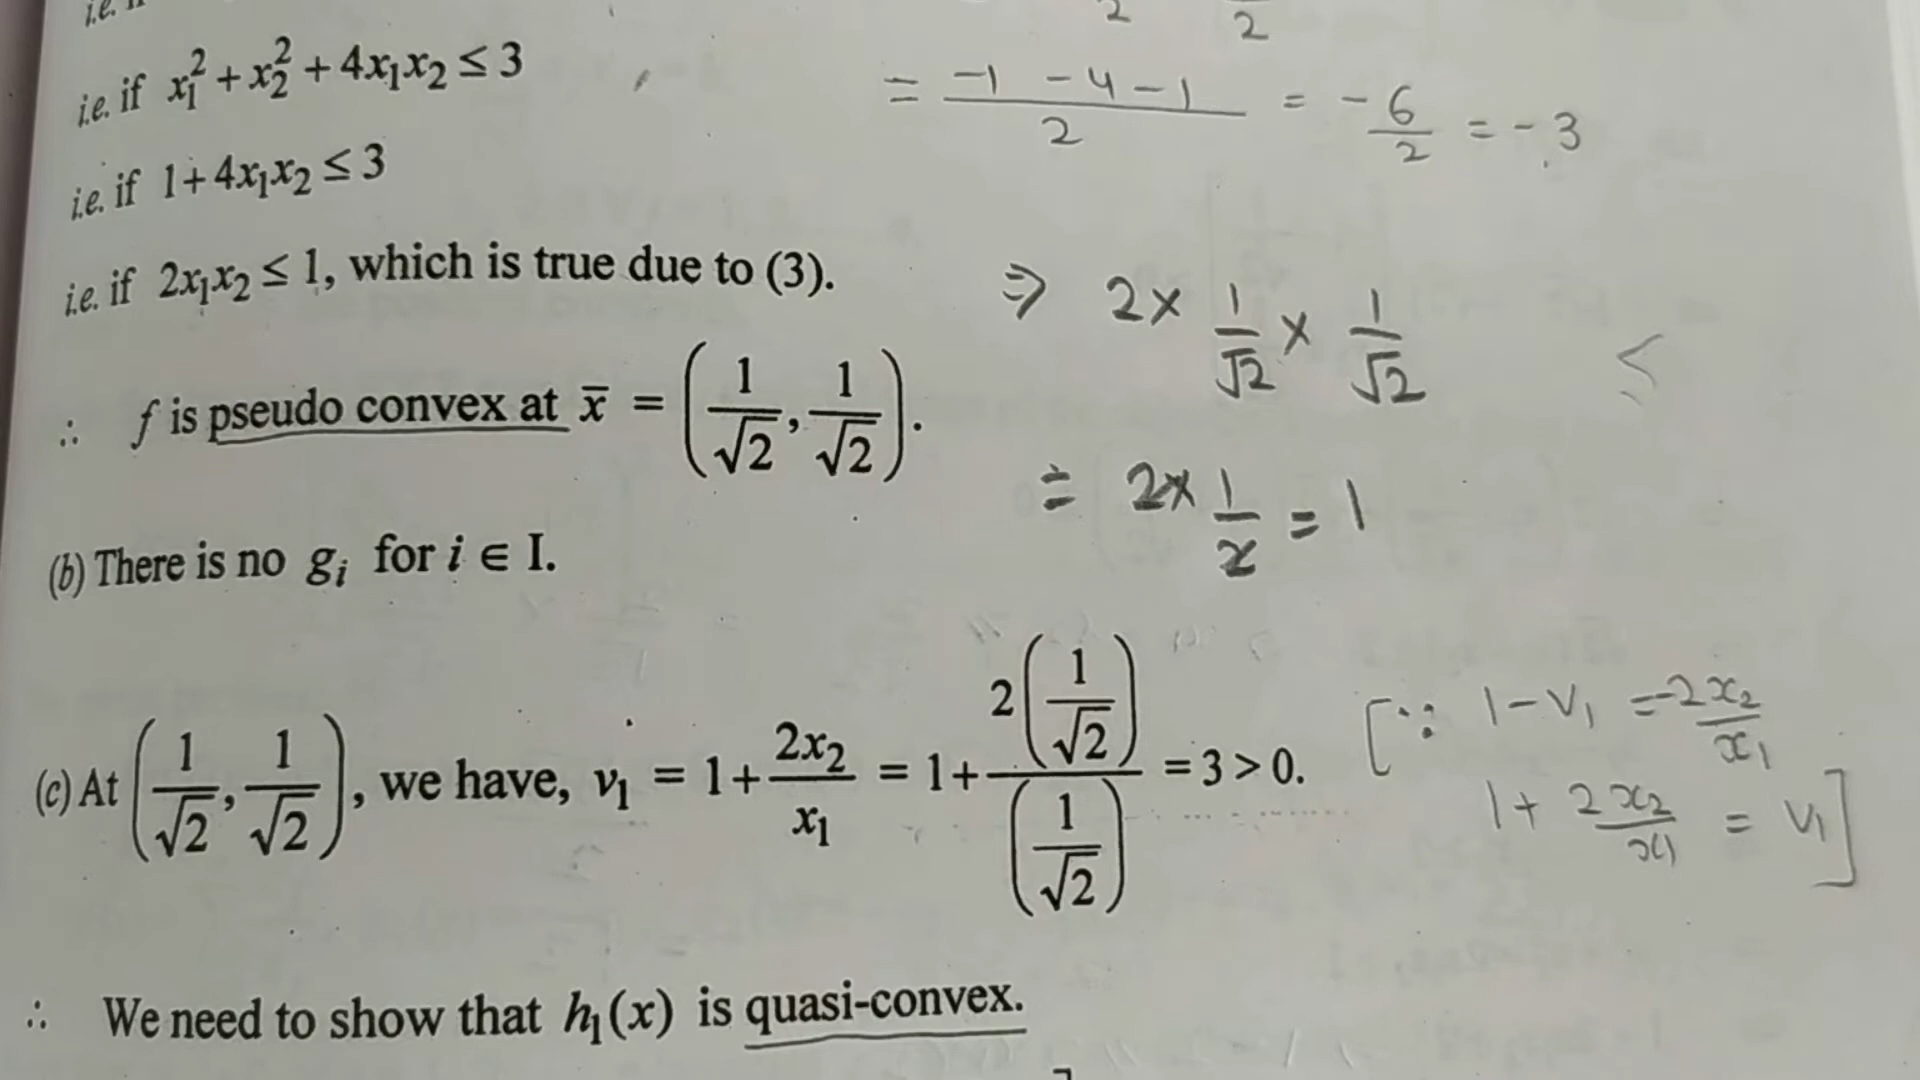 i.e. if x₁² + x₂² + 4x₁x₂ ≤ 3
i.e. if 1 + 4x₁x₂ ≤ 3
i.e. if 2x₁x₂ ≤ 1, which is true due to (3).
∴ f is pseudo convex at x̄ = (1/√2, 1/√2).
(b) There is no gᵢ for i ∈ I.
(c) At (1/√2, 1/√2), we have, v₁ = 1 + 2x₂/x₁ = 1 + 2(1/√2)/(1/√2) = 3 > 0.
∴ We need to show that h₁(x) is quasi-convex.
2 2
= (-1 -4 -1)/2 = -6/2 = -3
⇒ 2 × 1/√2 × 1/√2 ≤
= 2 × 1/2 = 1
[∵ 1 - v₁ = -2x₂/x₁
1 + 2x₂/x₁ = v₁]